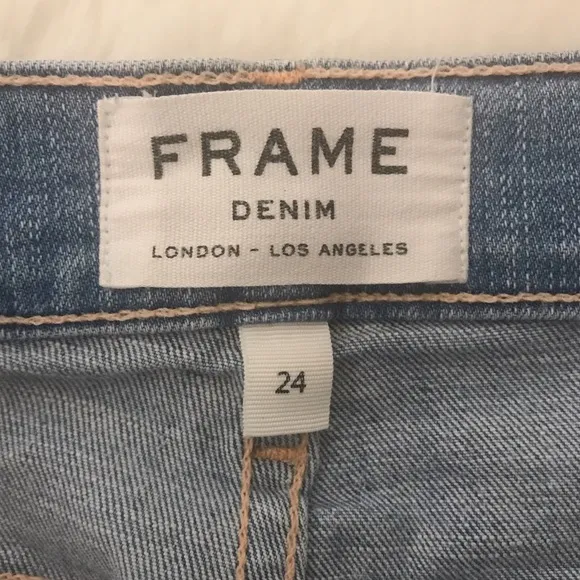 FRAME
DENIM
LONDON - LOS ANGELES
24